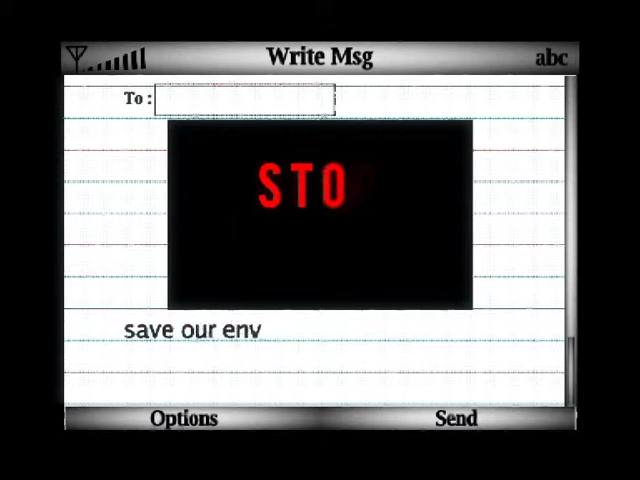 Write Msg
abc
To :
STO
save our env
Options
Send